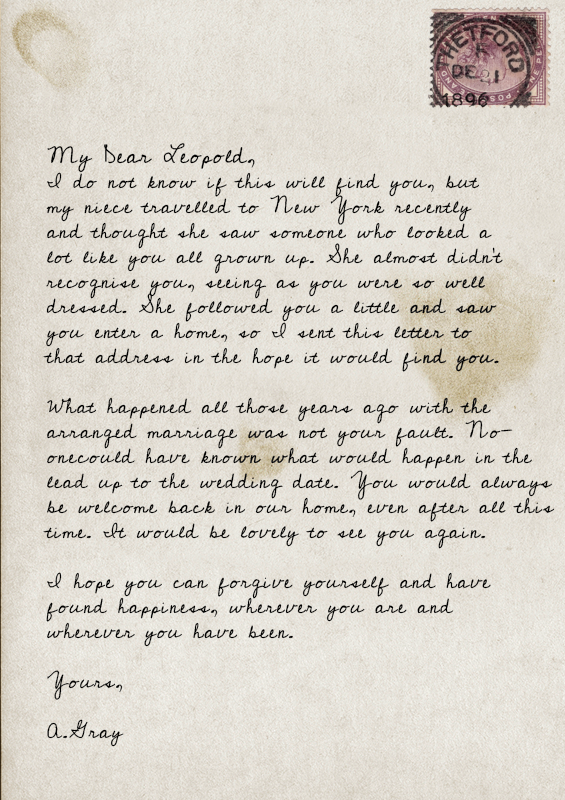 THETFORD
K
DE 21
1896
My Dear Leopold,
I do not know if this will find you, but
my niece travelled to New York recently
and thought she saw someone who looked a
lot like you all grown up. She almost didn't
recognise you, seeing as you were so well
dressed. She followed you a little and saw
you enter a home, so I sent this letter to
that address in the hope it would find you.
What happened all those years ago with the
arranged marriage was not your fault. No-
onecould have known what would happen in the
lead up to the wedding date. You would always
be welcome back in our home, even after all this
time. It would be lovely to see you again.
I hope you can forgive yourself and have
found happiness, wherever you are and
wherever you have been.
Yours,
A.Gray